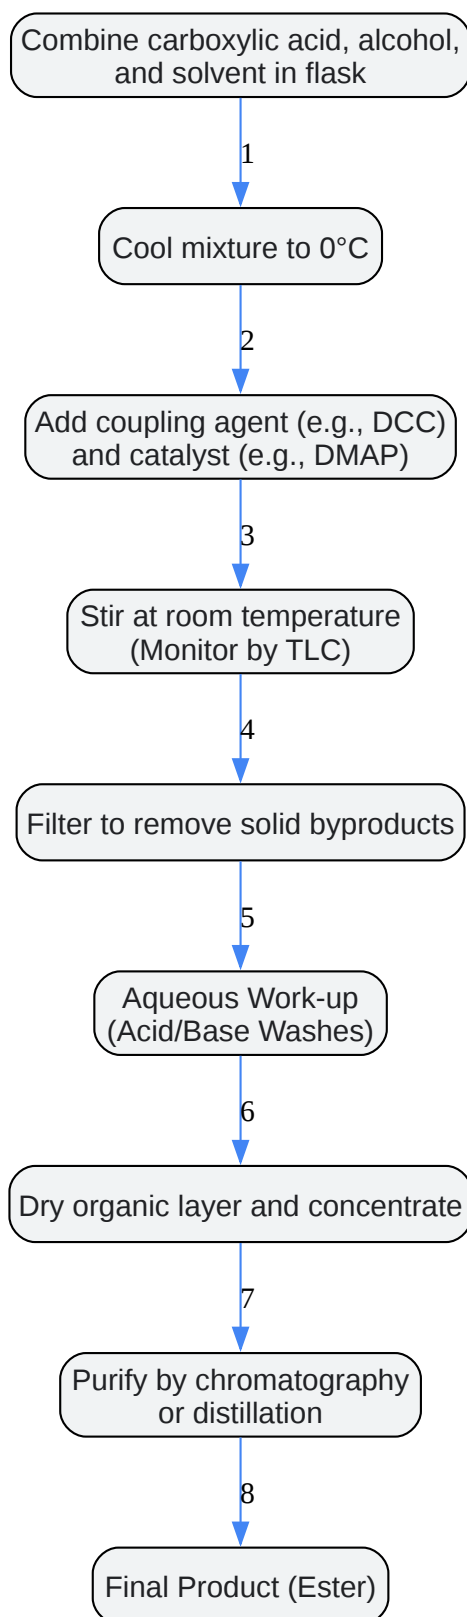 Combine carboxylic acid, alcohol,
and solvent in flask
1
Cool mixture to 0°C
2
Add coupling agent (e.g., DCC)
and catalyst (e.g., DMAP)
3
Stir at room temperature
(Monitor by TLC)
4
Filter to remove solid byproducts
5
Aqueous Work-up
(Acid/Base Washes)
6
Dry organic layer and concentrate
7
Purify by chromatography
or distillation
8
Final Product (Ester)